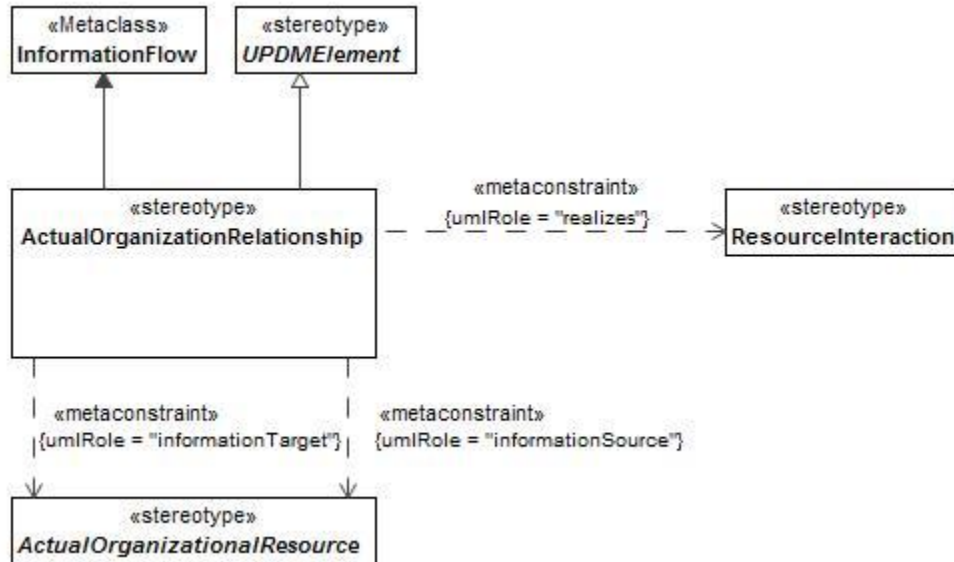 «Metaclass»
InformationFlow
«stereotype»
UPDMElement
«stereotype»
ActualOrganizationRelationship
«metaconstraint»
{umlRole = "realizes"}
«stereotype»
ResourceInteraction
«metaconstraint»
{umlRole = "informationTarget"}
«metaconstraint»
{umlRole = "informationSource"}
«stereotype»
ActualOrganizationalResource